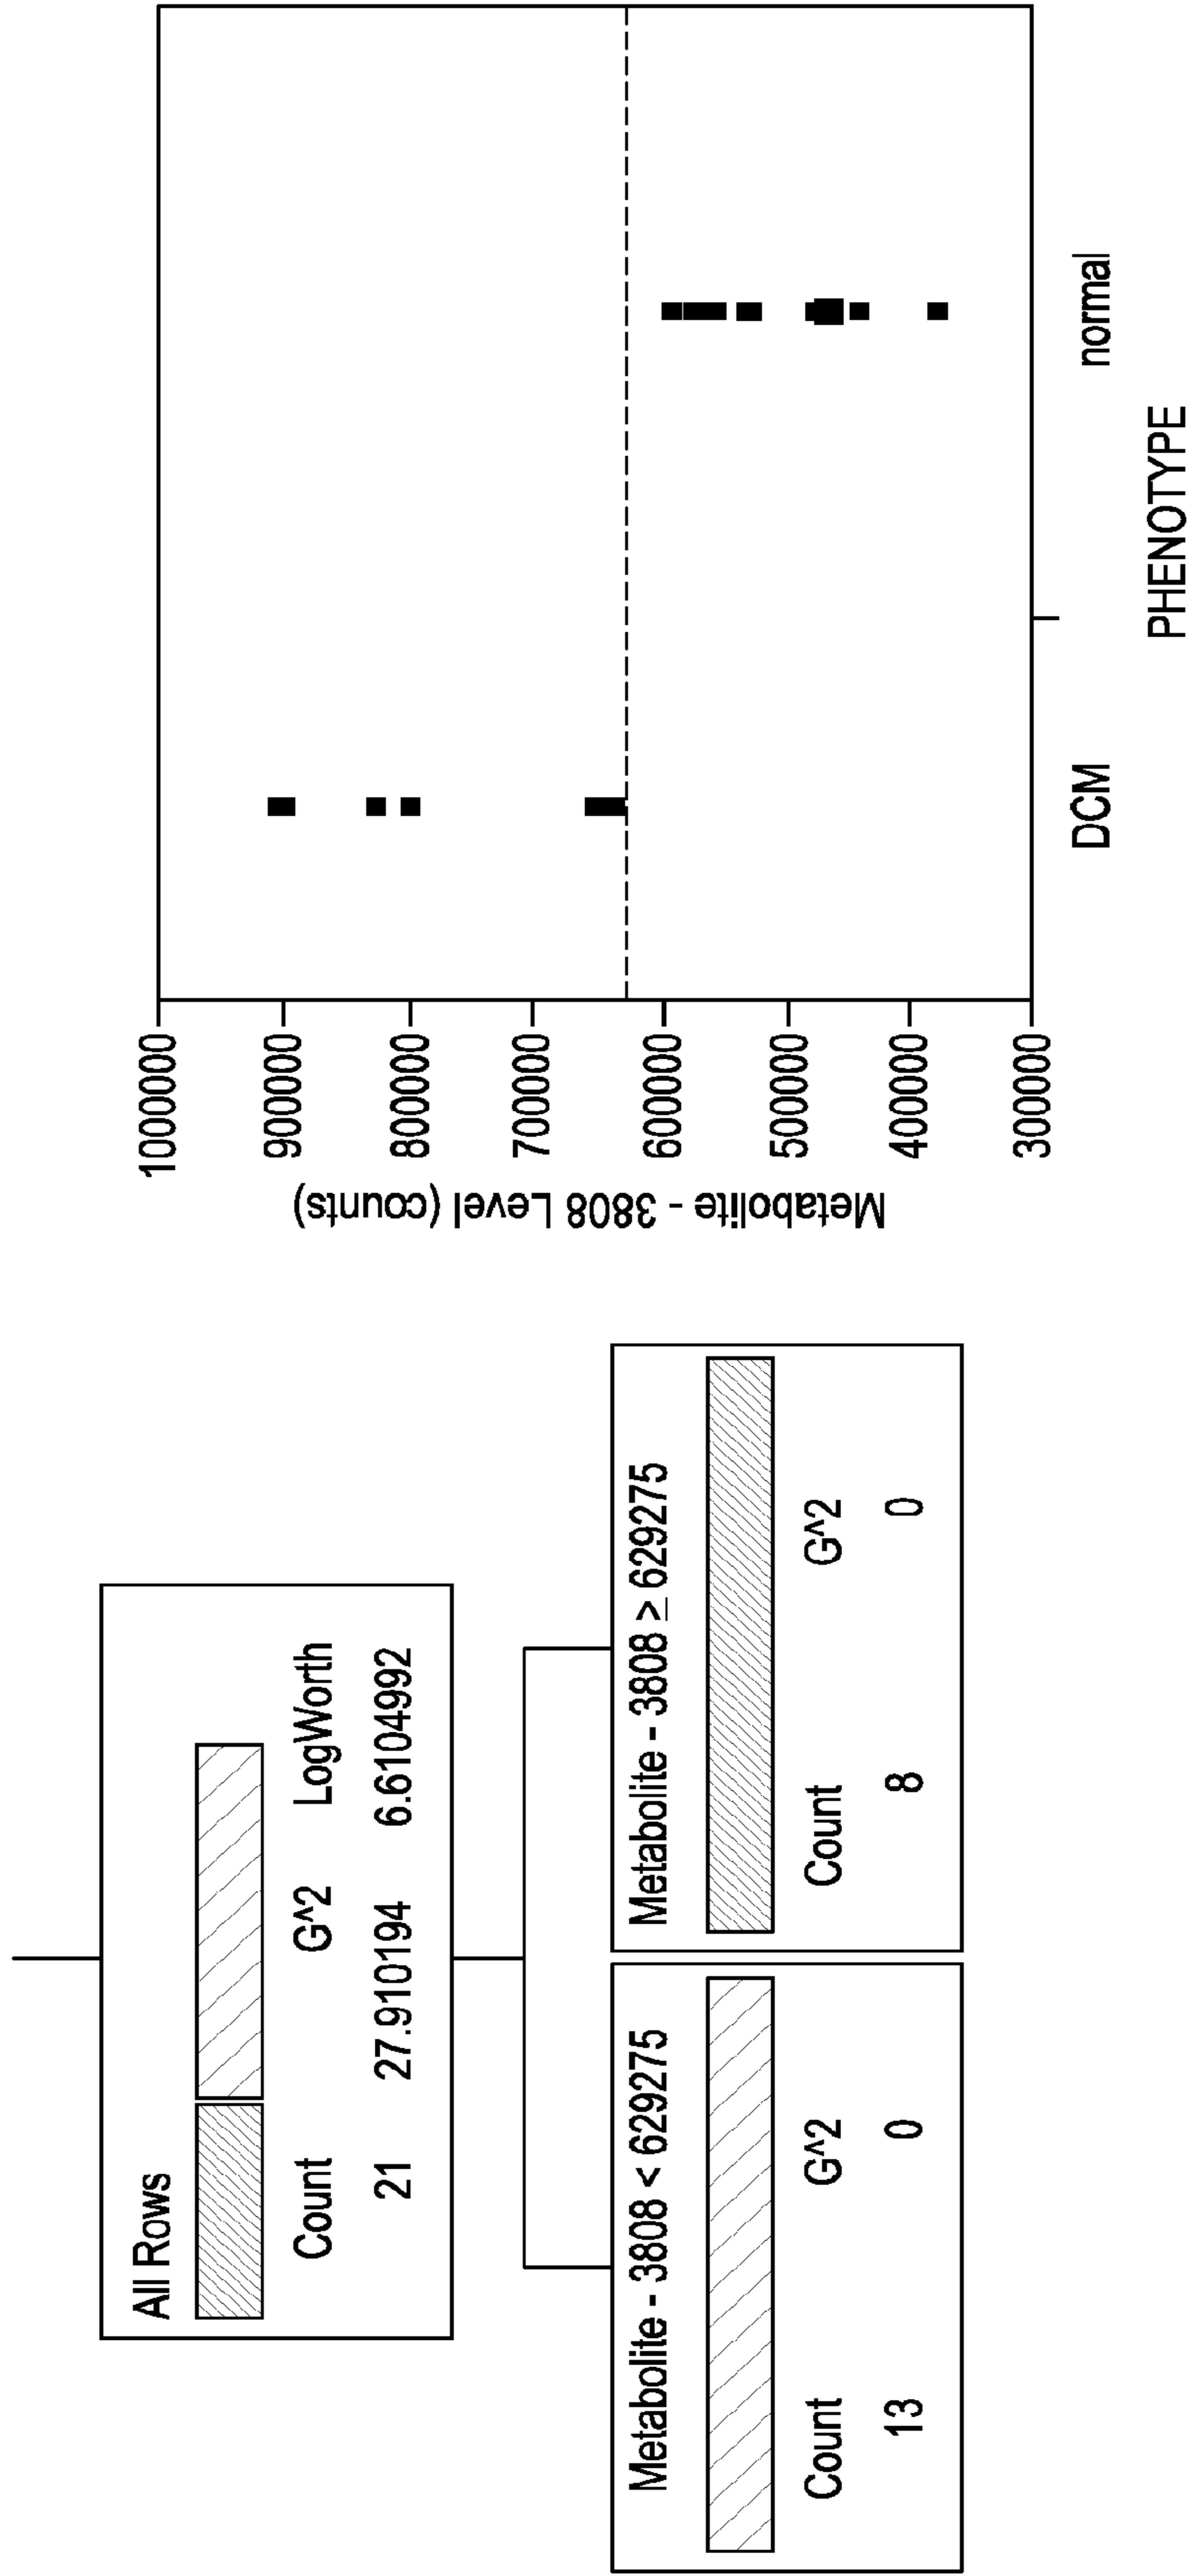 All Rows
Count G^2 LogWorth
21 27.910194 6.6104992
Metabolite - 3808 < 629275
Count G^2
13 0
Metabolite - 3808 ≥ 629275
Count G^2
8 0
Metabolite - 3808 Level (counts)
1000000
900000
800000
700000
600000
500000
400000
300000
DCM normal
PHENOTYPE